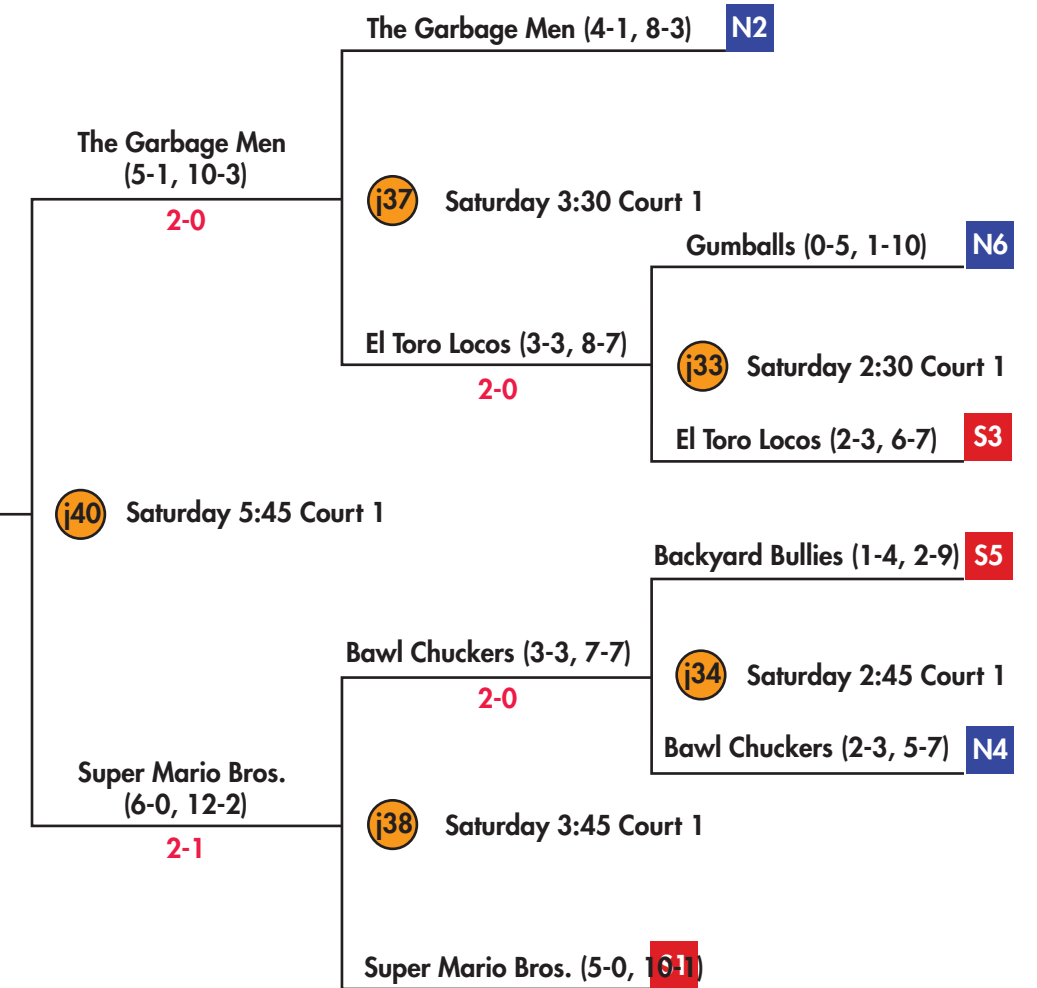 The Garbage Men (4-1, 8-3) N2
The Garbage Men
(5-1, 10-3)
2-0
j37 Saturday 3:30 Court 1
Gumballs (0-5, 1-10) N6
El Toro Locos (3-3, 8-7)
2-0
j33 Saturday 2:30 Court 1
El Toro Locos (2-3, 6-7) S3
j40 Saturday 5:45 Court 1
Backyard Bullies (1-4, 2-9) S5
Bawl Chuckers (3-3, 7-7)
2-0
j34 Saturday 2:45 Court 1
Bawl Chuckers (2-3, 5-7) N4
Super Mario Bros.
(6-0, 12-2)
2-1
j38 Saturday 3:45 Court 1
Super Mario Bros. (5-0, 10-1) S1